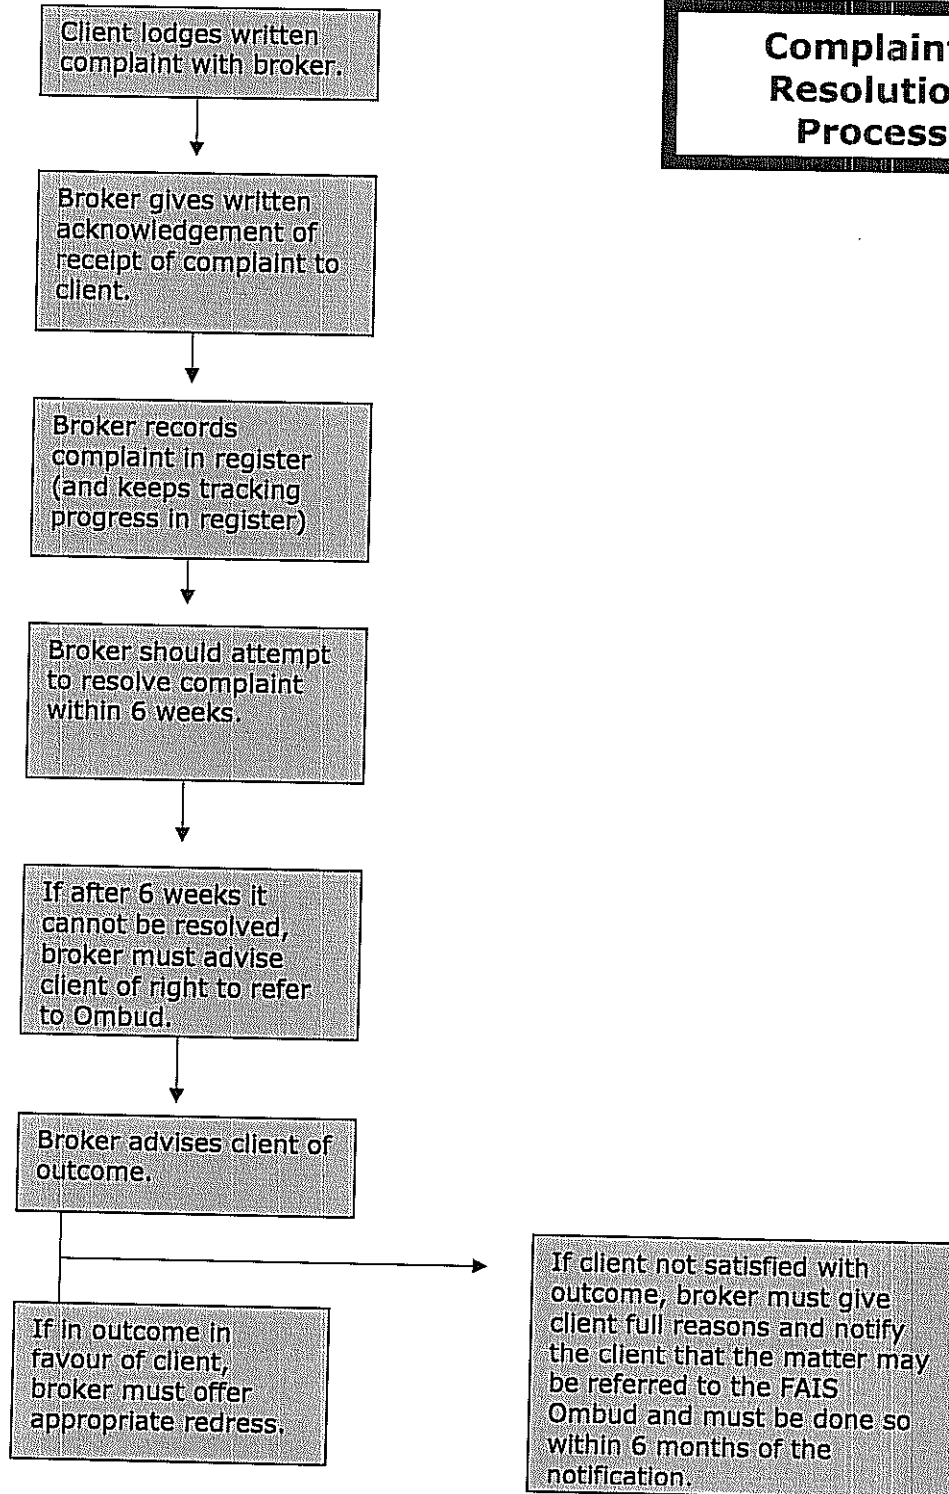 Complain
Resolutio
Process
Client lodges written
complaint with broker.
Broker gives written
acknowledgement of
receipt of complaint to
client.
Broker records
complaint in register
(and keeps tracking
progress in register)
Broker should attempt
to resolve complaint
within 6 weeks.
If after 6 weeks it
cannot be resolved,
broker must advise
client of right to refer
to Ombud.
Broker advises client of
outcome.
If in outcome in
favour of client,
broker must offer
appropriate redress.
If client not satisfied with
outcome, broker must give
client full reasons and notify
the client that the matter may
be referred to the FAIS
Ombud and must be done so
within 6 months of the
notification.